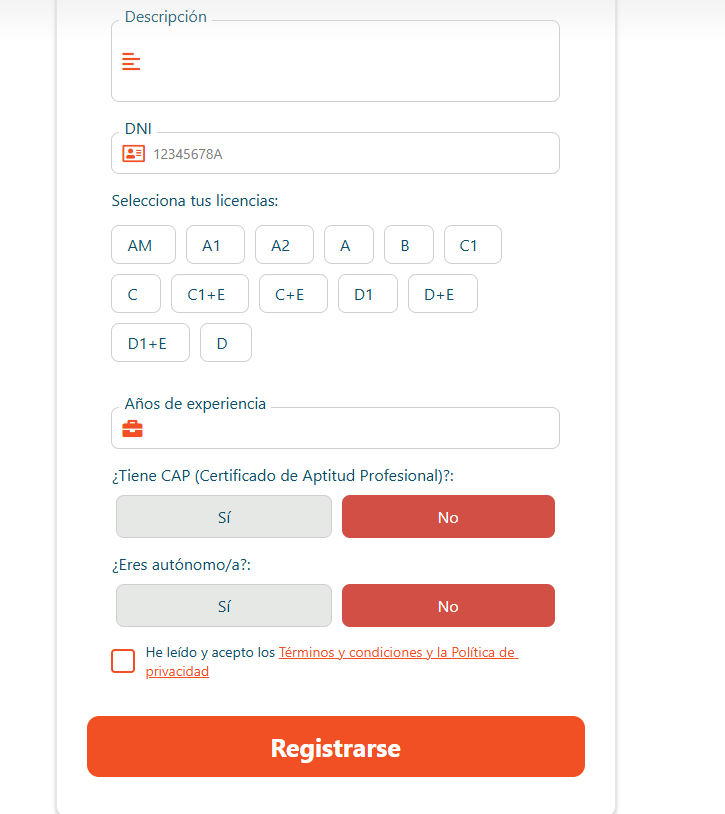 Descripción
DNI
12345678A
Selecciona tus licencias:
AM A1 A2 A B C1
C C1+E C+E D1 D+E
D1+E D
Años de experiencia
¿Tiene CAP (Certificado de Aptitud Profesional)?:
Sí No
¿Eres autónomo/a?:
Sí No
He leído y acepto los Términos y condiciones y la Política de
privacidad
Registrarse